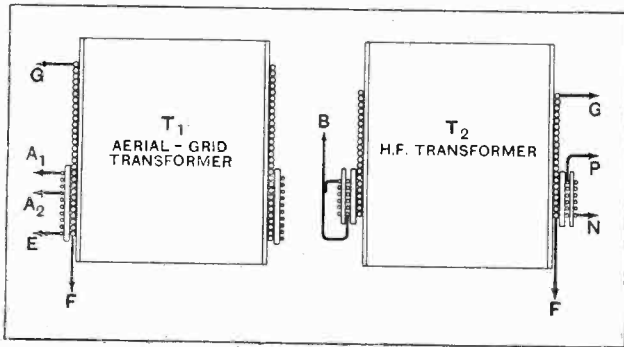 G
T1
AERIAL - GRID
TRANSFORMER
A1
A2
E
F
B
T2
H.F. TRANSFORMER
G
P
N
F